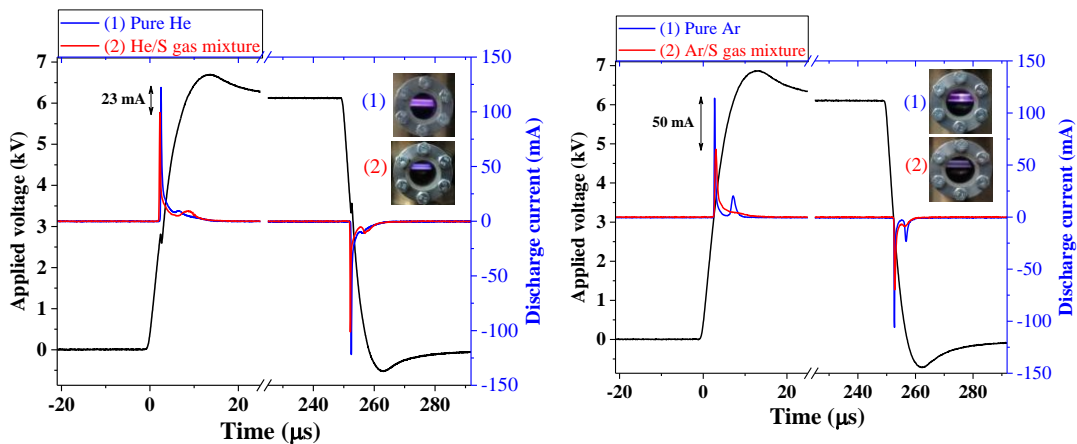 (1) Pure He
(2) He/S gas mixture
7
6
5
4
3
2
1
0
Applied voltage (kV)
23 mA
(1)
(2)
150
100
50
0
-50
-100
-150
Discharge current (mA)
-20 0 20 240 260 280
Time (μs)
(1) Pure Ar
(2) Ar/S gas mixture
7
6
5
4
3
2
1
0
Applied voltage (kV)
50 mA
(1)
(2)
150
100
50
0
-50
-100
-150
Discharge current (mA)
-20 0 20 240 260 280
Time (μs)